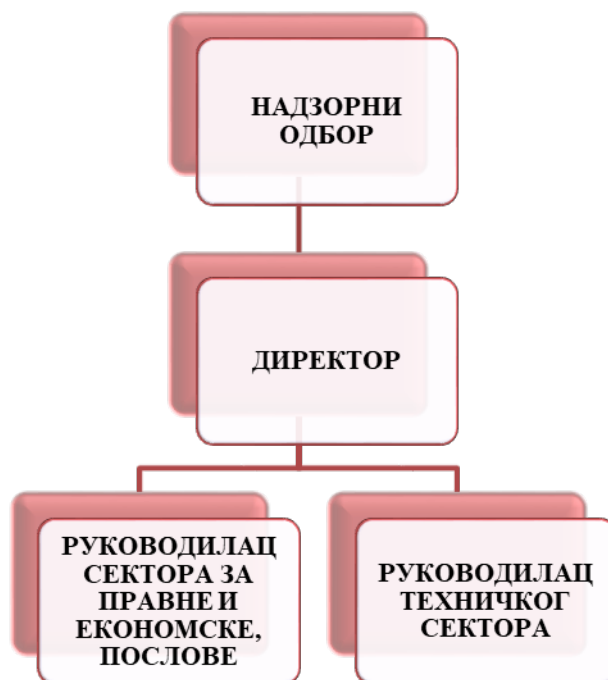 НАДЗОРНИ
ОДБОР
ДИРЕКТОР
РУКОВОДИЛАЦ
СЕКТОРА ЗА
ПРАВНЕ И
ЕКОНОМСКЕ,
ПОСЛОВЕ
РУКОВОДИЛАЦ
ТЕХНИЧКОГ
СЕКТОРА